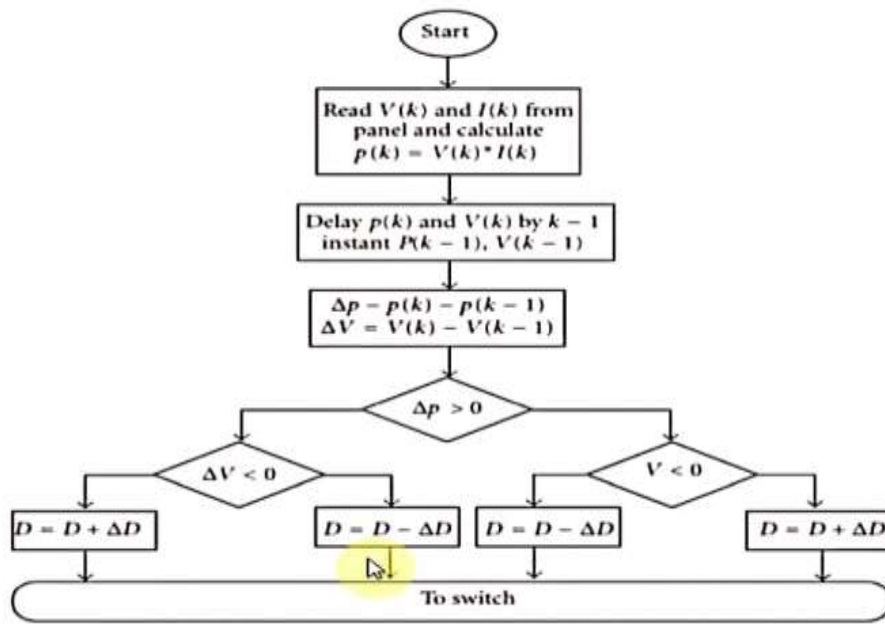 Start
Read V(k) and I(k) from
panel and calculate
p(k) = V(k)* I(k)
Delay p(k) and V(k) by k − 1
instant P(k − 1), V(k − 1)
Δp − p(k) − p(k − 1)
ΔV = V(k) − V(k − 1)
Δp > 0
ΔV < 0
V < 0
D = D + ΔD
D = D − ΔD
D = D − ΔD
D = D + ΔD
To switch